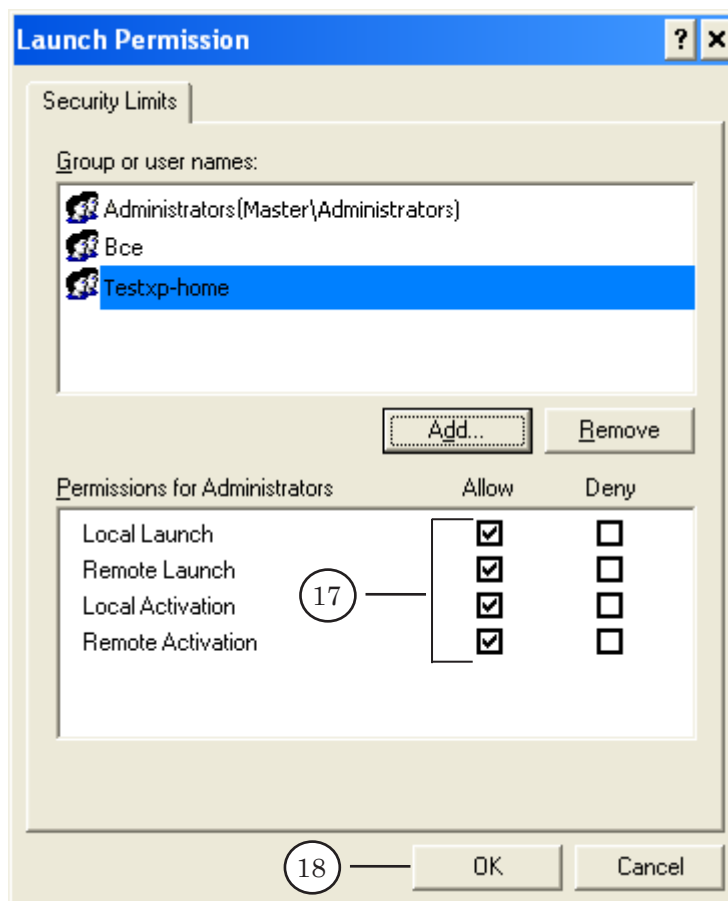 Launch Permission
Security Limits
Group or user names:
Administrators(Master\Administrators)
Все
Testxp-home
Add... Remove
Permissions for Administrators Allow Deny
Local Launch
Remote Launch
17
Local Activation
Remote Activation
18 OK Cancel